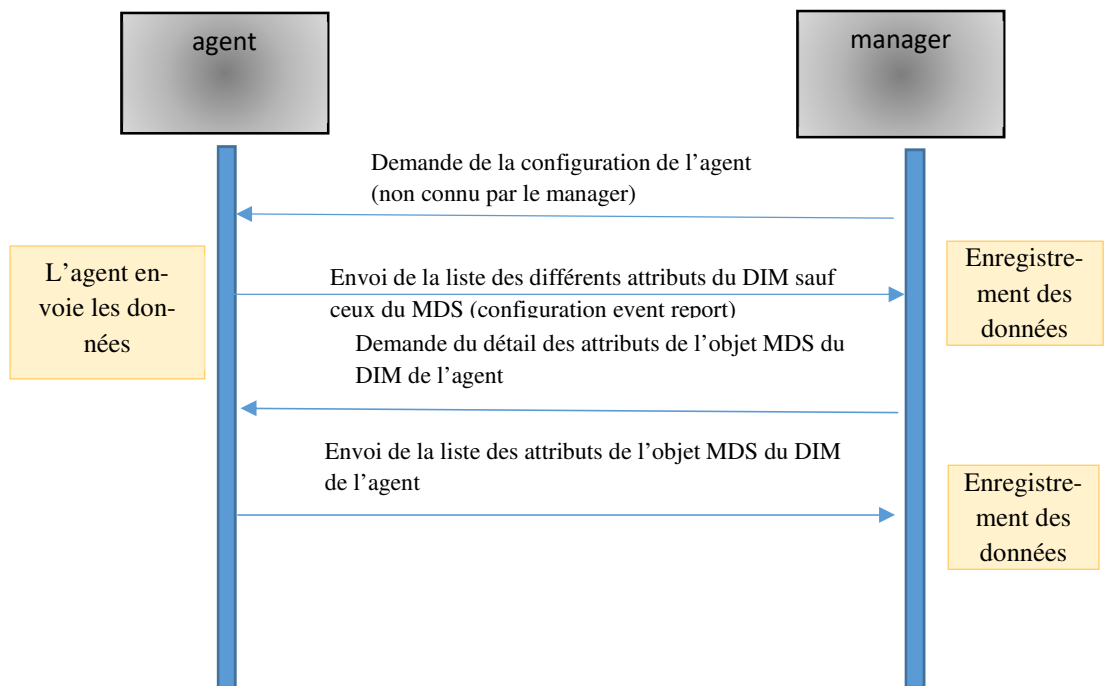 agent
manager
Demande de la configuration de l’agent
(non connu par le manager)
L’agent en-
voie les don-
nées
Envoi de la liste des différents attributs du DIM sauf
ceux du MDS (configuration event report)
Enregistre-
ment des
données
Demande du détail des attributs de l’objet MDS du
DIM de l’agent
Envoi de la liste des attributs de l’objet MDS du DIM
de l’agent
Enregistre-
ment des
données